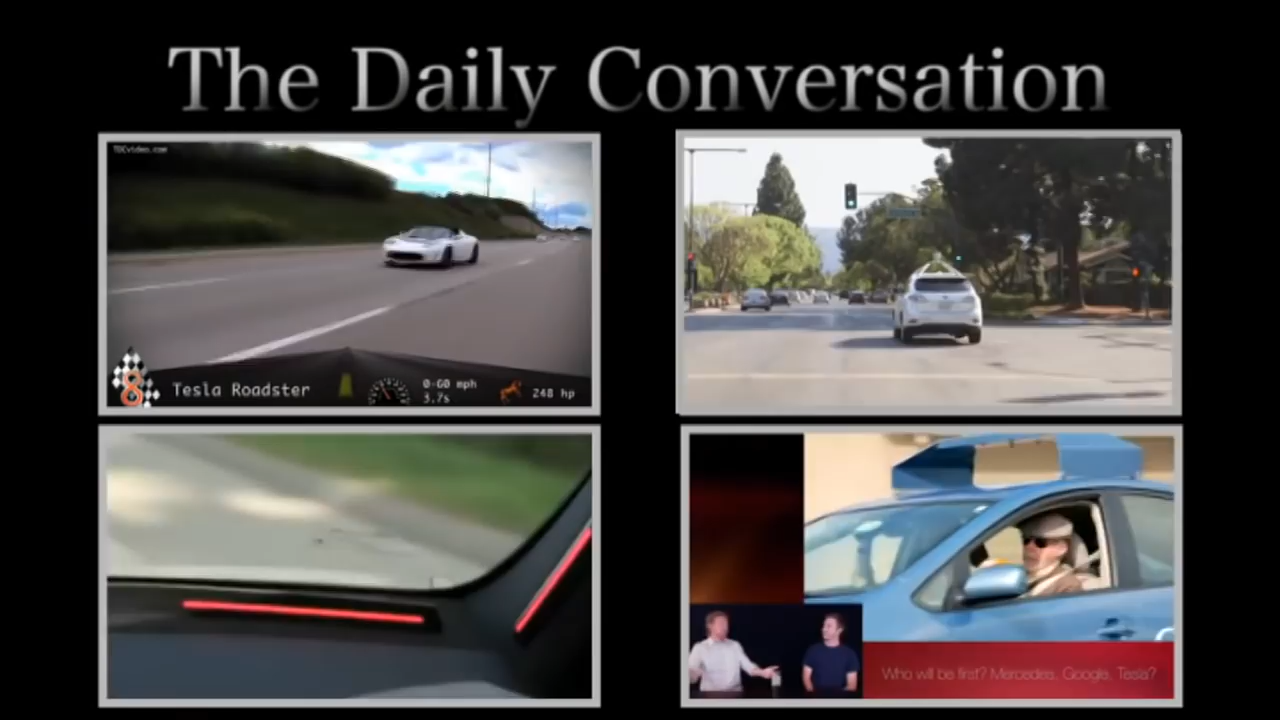 The Daily Conversation
TDCvideo.com
8
Tesla Roadster
0-60 mph
3.7s
248 hp
Who will be first? Mercedes, Google, Tesla?